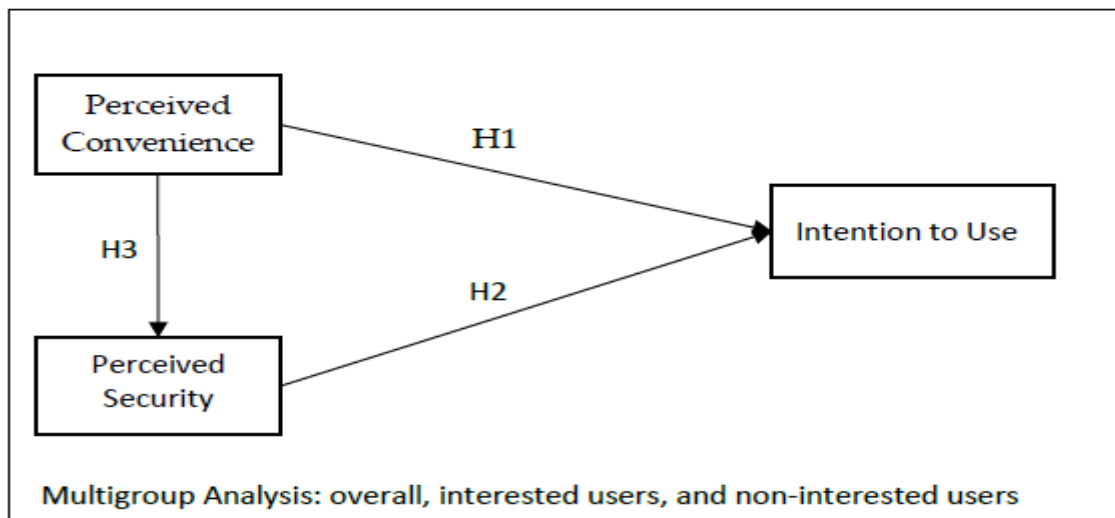 Perceived
Convenience
H1
Intention to Use
H3
H2
Perceived
Security
Multigroup Analysis: overall, interested users, and non-interested users